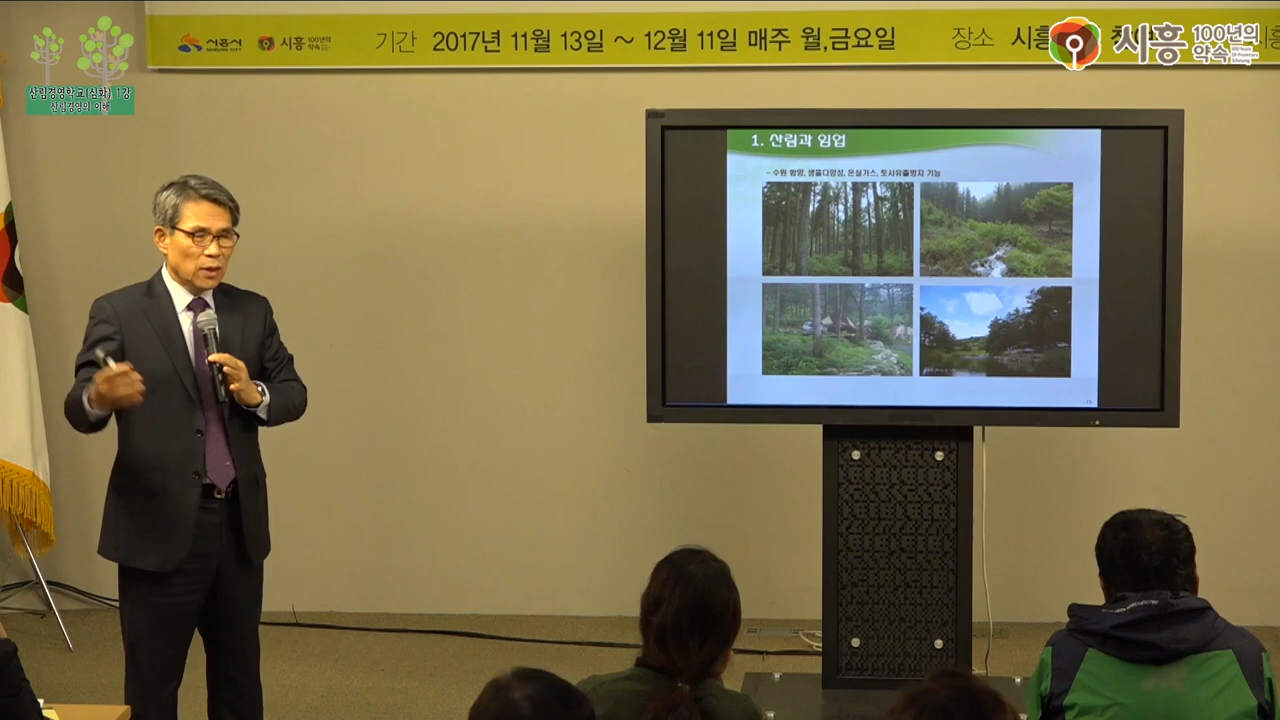 시흥시
SIHEUNG CITY
시흥 100년의 약속
기간 2017년 11월 13일 ~ 12월 11일 매주 월,금요일
장소 시흥
시흥 100년의 약속
산림경영학교(심화), 1강
산림경영의 이해
1. 산림과 임업
- 수원 함양, 생물다양성, 온실가스, 토사유출방지 기능